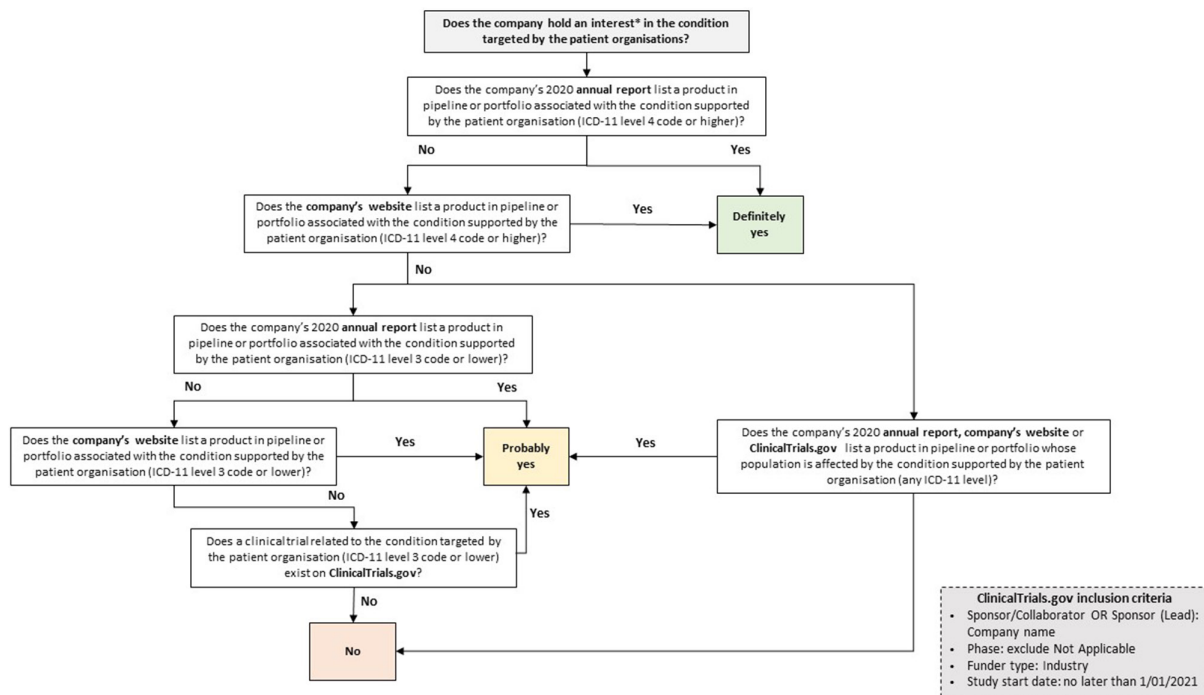 Does the company hold an interest* in the condition
targeted by the patient organisations?
Does the company's 2020 annual report list a product in
pipeline or portfolio associated with the condition supported
by the patient organisation (ICD-11 level 4 code or higher)?
No
Yes
Does the company's website list a product in pipeline or
portfolio associated with the condition supported by the
patient organisation (ICD-11 level 4 code or higher)?
Yes
Definitely
yes
No
Does the company's 2020 annual report list a product in
pipeline or portfolio associated with the condition supported
by the patient organisation (ICD-11 level 3 code or lower)?
No
Yes
Does the company's website list a product in pipeline or
portfolio associated with the condition supported by the
patient organisation (ICD-11 level 3 code or lower)?
Yes
Probably
yes
Yes
Does the company's 2020 annual report, company's website or
ClinicalTrials.gov list a product in pipeline or portfolio whose
population is affected by the condition supported by the patient
organisation (any ICD-11 level)?
No
Yes
Does a clinical trial related to the condition targeted by
the patient organisation (ICD-11 level 3 code or lower)
exist on ClinicalTrials.gov?
No
No
ClinicalTrials.gov inclusion criteria
• Sponsor/Collaborator OR Sponsor (Lead):
Company name
• Phase: exclude Not Applicable
• Funder type: Industry
• Study start date: no later than 1/01/2021